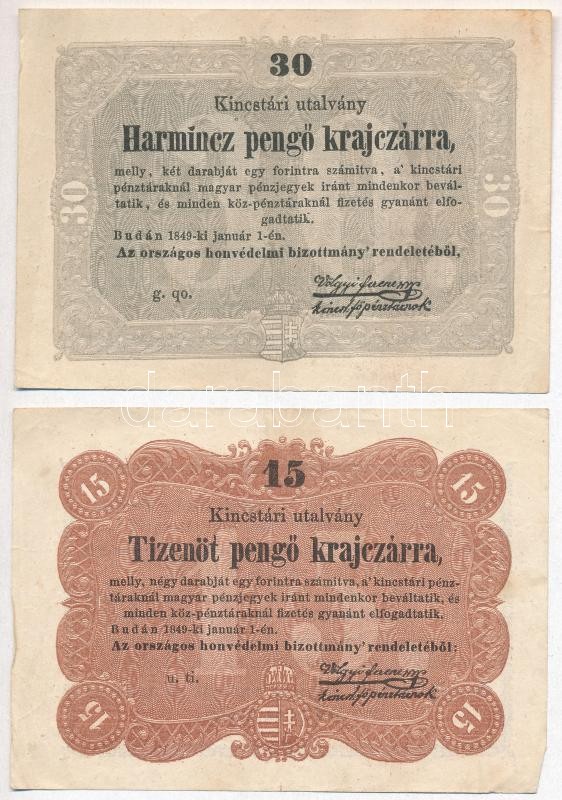 30
Kincstári utalvány
Harmincz pengő krajczárra,
melly, két darabját egy forintra számitva, a' kincstári
pénztáraknál magyar pénzjegyek iránt mindenkor bevál-
tatik, és minden köz-pénztáraknál fizetés gyanánt elfo-
gadtatik.
Budán 1849-ki január 1-én.
Az országos honvédelmi bizottmány' rendeletéből,
g. qo.
30
30
darabanth
15
15
15
Kincstári utalvány
Tizenöt pengő krajczárra,
melly, négy darabját egy forintra számitva, a' kincstári pénz-
táraknál magyar pénzjegyek iránt mindenkor beváltatik, és
minden köz-pénztáraknál fizetés gyanánt elfogadtatik.
Budán 1849-ki január 1-én.
Az országos honvédelmi bizottmány' rendeletéből:
u. ti.
15
15